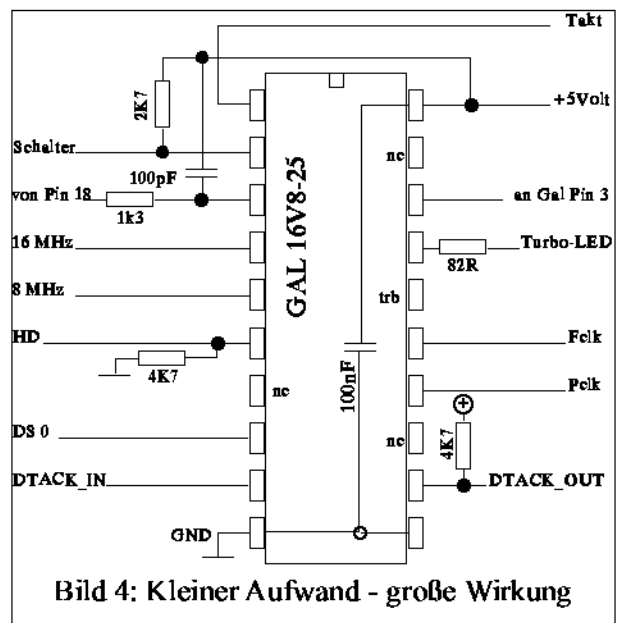 Takt
+5Volt
2K7
nc
Schalter
100pF
von Pin 18
1k3
an Gal Pin 3
16 MHz
Turbo-LED
82R
GAL 16V8-25
8 MHz
trb
HD
Fclk
4K7
100nF
nc
Pclk
DS 0
nc
4K7
DTACK_IN
DTACK_OUT
GND
Bild 4: Kleiner Aufwand - große Wirkung